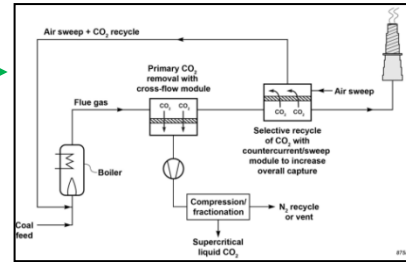 Air sweep + CO₂ recycle
Primary CO₂
removal with
cross-flow module
Flue gas
CO₂ CO₂
Air sweep
CO₂ CO₂
Selective recycle
of CO₂ with
countercurrent/sweep
module to increase
overall capture
Boiler
Compression/
fractionation
N₂ recycle
or vent
Coal
feed
Supercritical
liquid CO₂